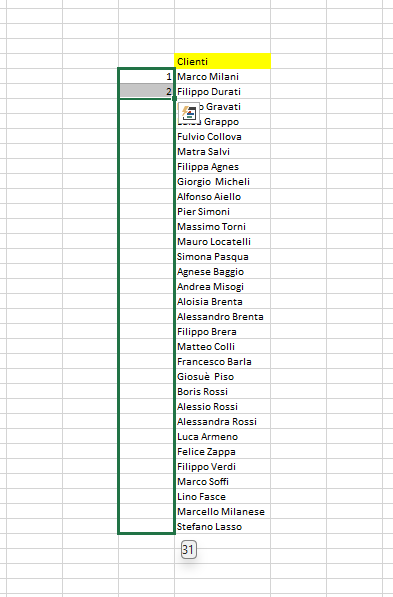 Clienti
1 Marco Milani
2 Filippo Durati
Gravati
Grappo
Fulvio Collova
Matra Salvi
Filippa Agnes
Giorgio Micheli
Alfonso Aiello
Pier Simoni
Massimo Torni
Mauro Locatelli
Simona Pasqua
Agnese Baggio
Andrea Misogi
Aloisia Brenta
Alessandro Brenta
Filippo Brera
Matteo Colli
Francesco Barla
Giosuè Piso
Boris Rossi
Alessio Rossi
Alessandra Rossi
Luca Armeno
Felice Zappa
Filippo Verdi
Marco Soffi
Lino Fasce
Marcello Milanese
Stefano Lasso
31